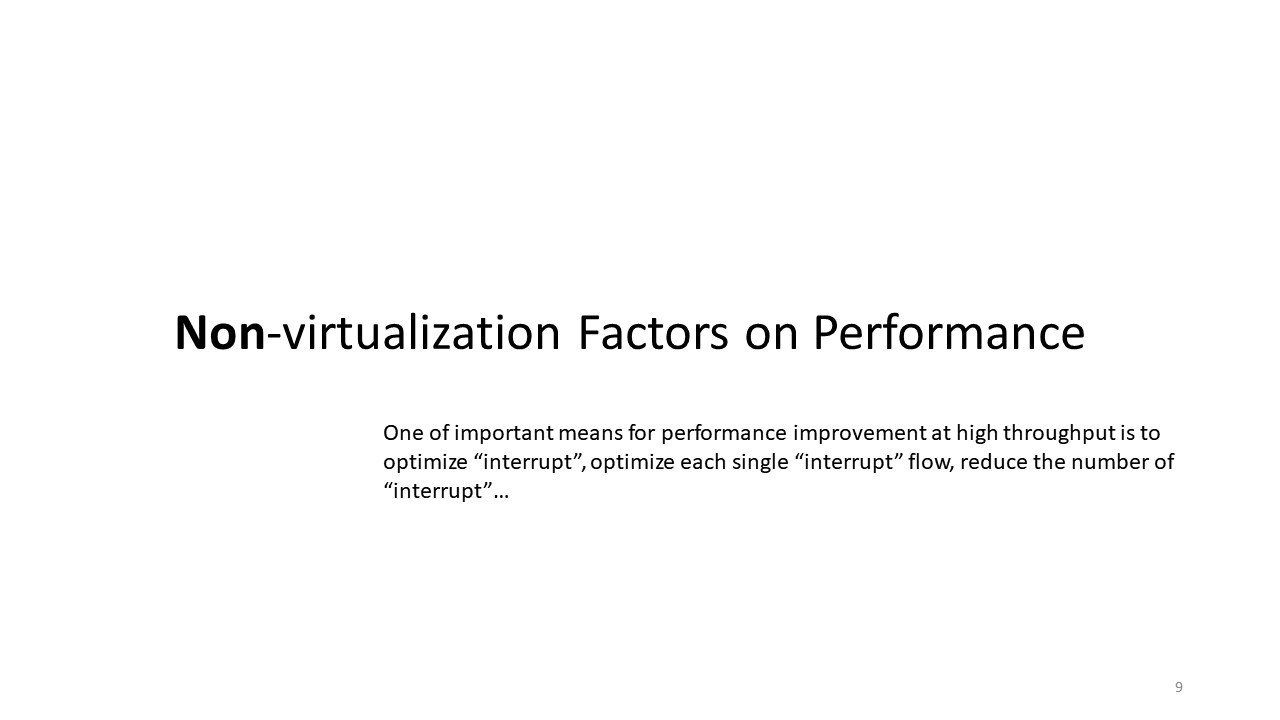 Non-virtualization Factors on Performance
One of important means for performance improvement at high throughput is to
optimize “interrupt”, optimize each single “interrupt” flow, reduce the number of
“interrupt”…
9